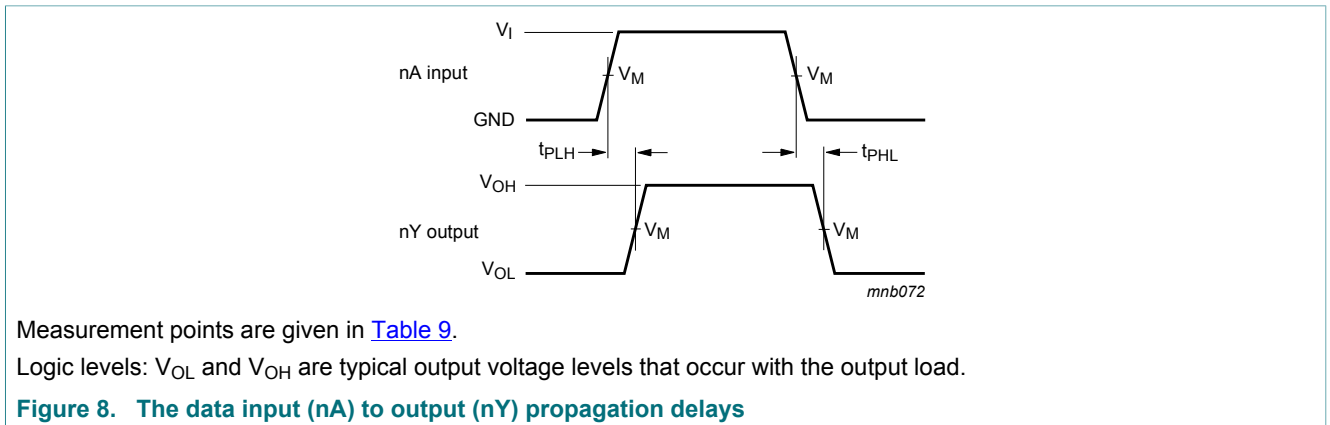 V_I
nA input
V_M
V_M
GND
t_PLH
t_PHL
V_OH
nY output
V_M
V_M
V_OL
mnb072
Measurement points are given in Table 9.
Logic levels: V_OL and V_OH are typical output voltage levels that occur with the output load.
Figure 8. The data input (nA) to output (nY) propagation delays